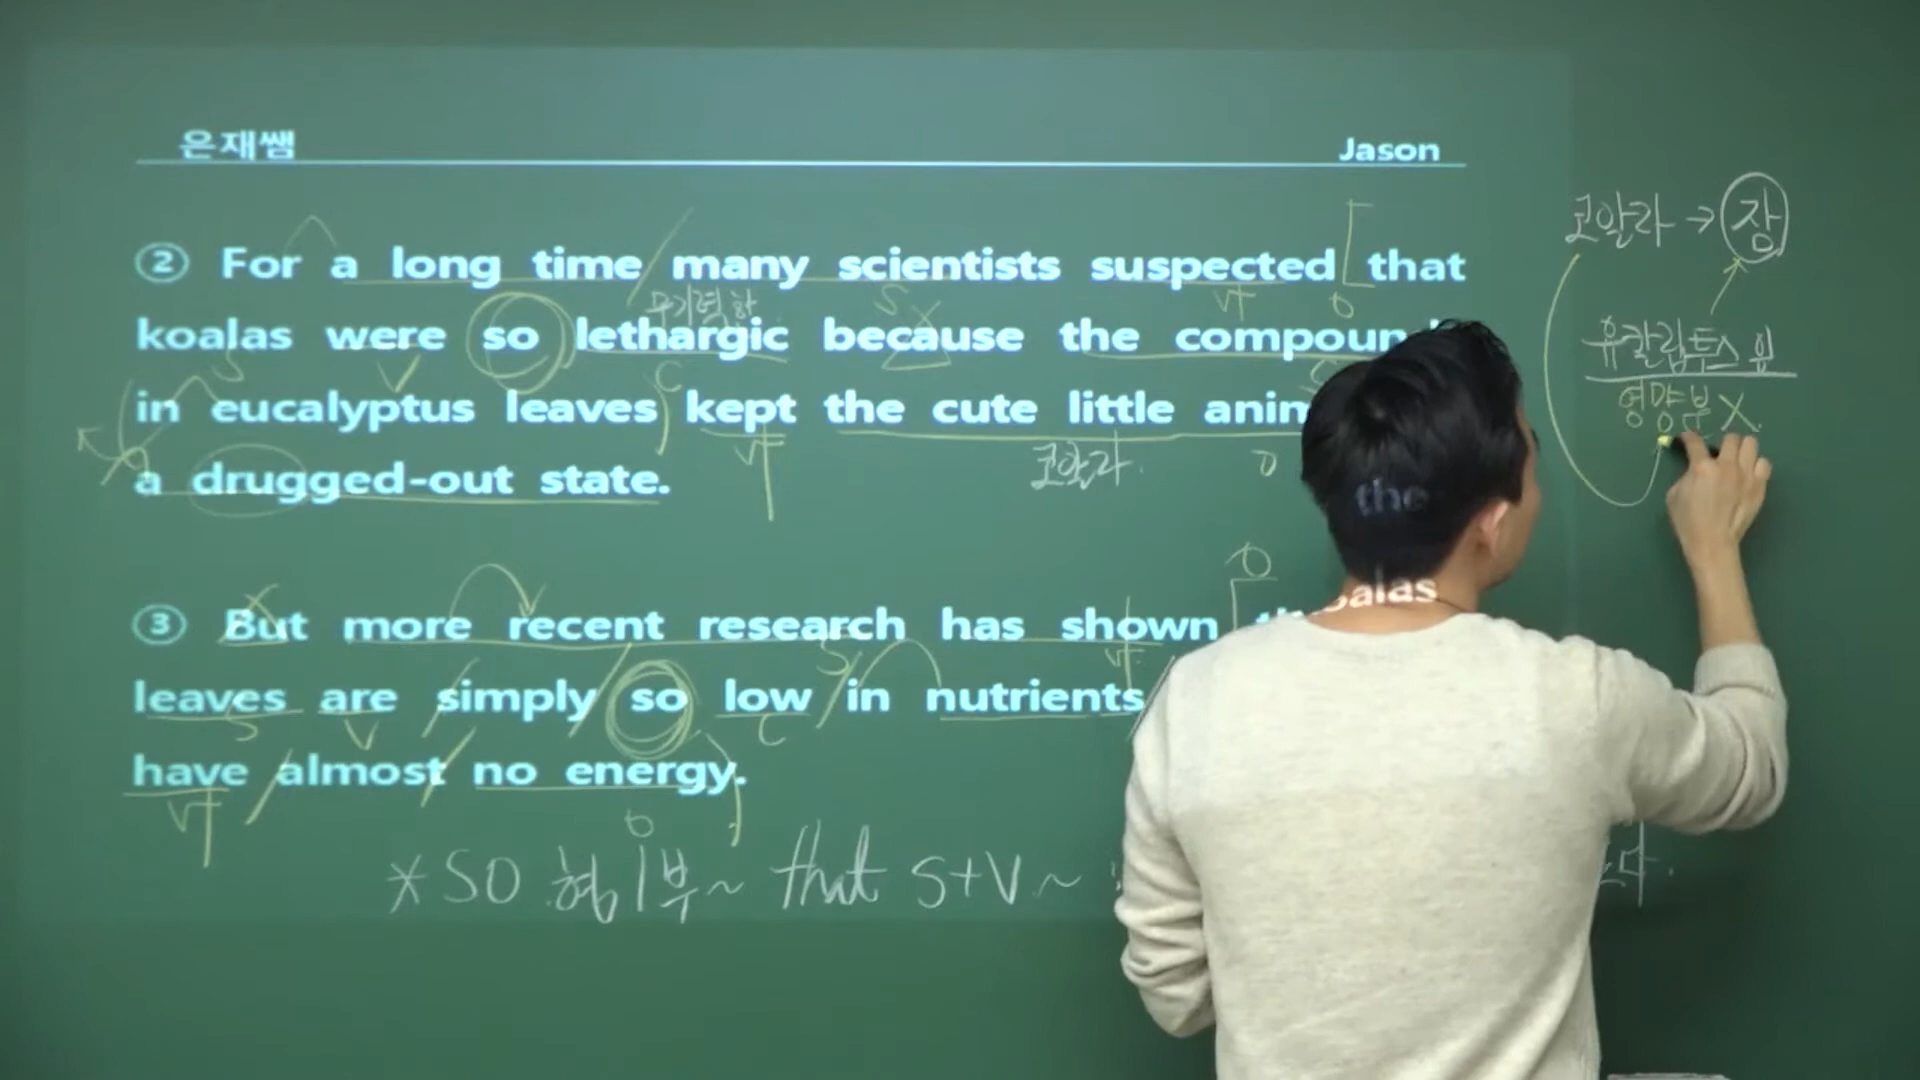 은재쌤 Jason
② For a long time many scientists suspected that
무기력한
koalas were so lethargic because the compoun
in eucalyptus leaves kept the cute little anim
코알라
a drugged-out state. the
③ But more recent research has shown th oalas
leaves are simply so low in nutrients
have almost no energy.
*SO 형/부~ that S+V~
코알라 → 잠
유칼립투스 잎
영양분 X